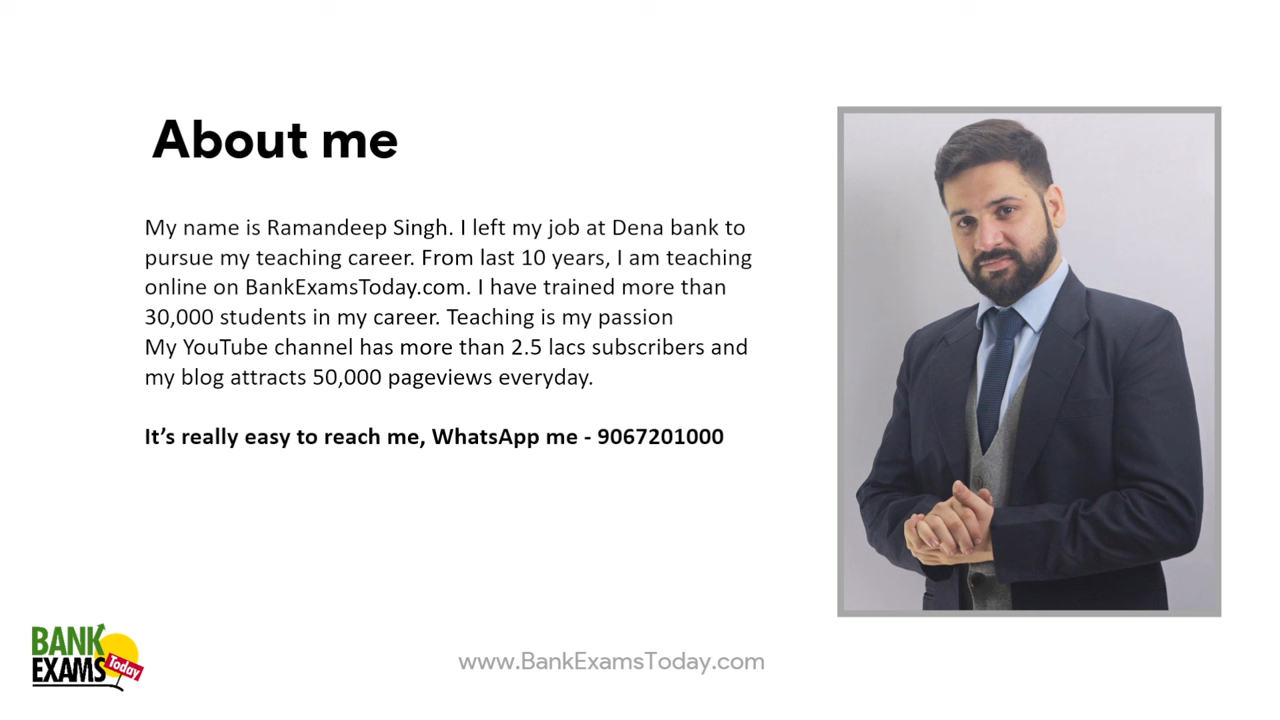 About me
My name is Ramandeep Singh. I left my job at Dena bank to
pursue my teaching career. From last 10 years, I am teaching
online on BankExamsToday.com. I have trained more than
30,000 students in my career. Teaching is my passion
My YouTube channel has more than 2.5 lacs subscribers and
my blog attracts 50,000 pageviews everyday.
It’s really easy to reach me, WhatsApp me - 9067201000
BANK
EXAMS
Today
www.BankExamsToday.com